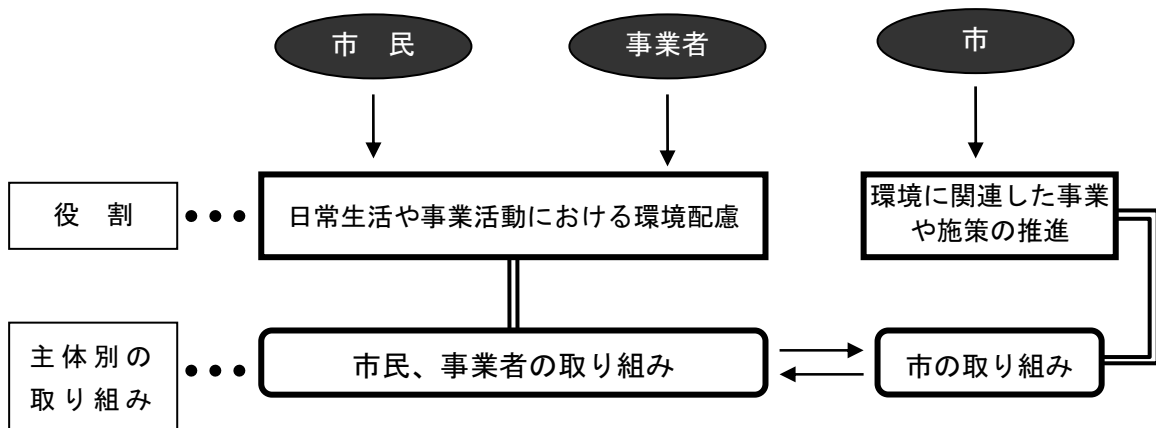 市　民
事業者
市
役　割
日常生活や事業活動における環境配慮
環境に関連した事業
や施策の推進
主体別の
取り組み
市民、事業者の取り組み
市の取り組み